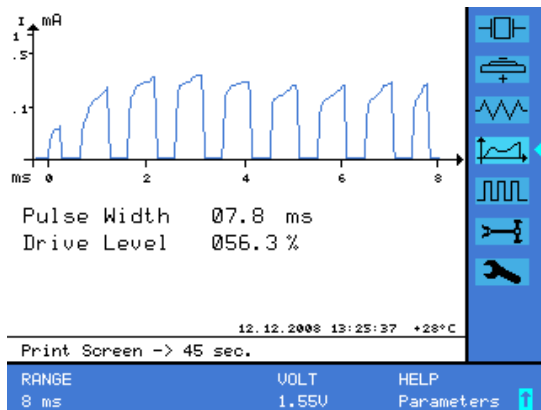 I mA
1
.5
.1
ms 0 2 4 6 8
Pulse Width 07.8 ms
Drive Level 056.3 %
12.12.2008 13:25:37 +28°C
Print Screen -> 45 sec.
RANGE VOLT HELP
8 ms 1.55V Parameters